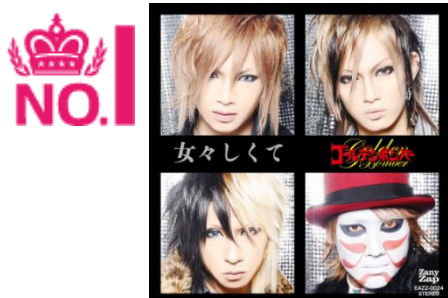 NO.1
女々しくて
ゴールデンボンバー
Golden
Bomber
Zany
Zap
EAZZ-0024
STEREO